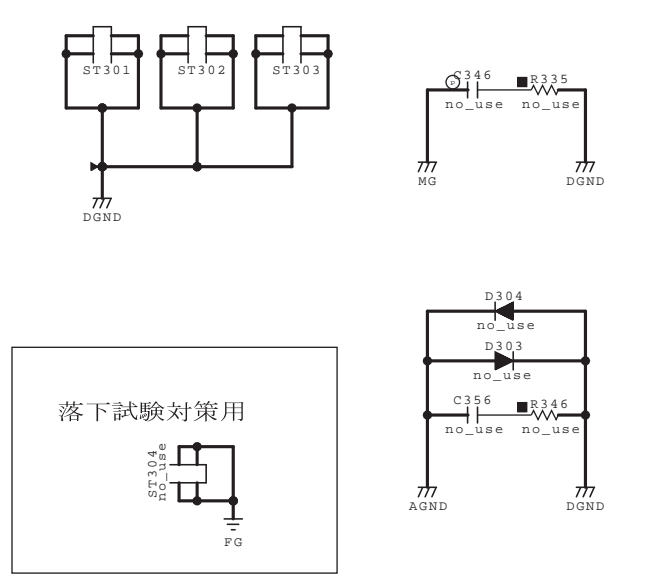 ST301 ST302 ST303
DGND
P
C346 R335
no_use no_use
MG DGND
D304
no_use
D303
no_use
C356 R346
no_use no_use
AGND DGND
落下試験対策用
ST304
no_use
FG